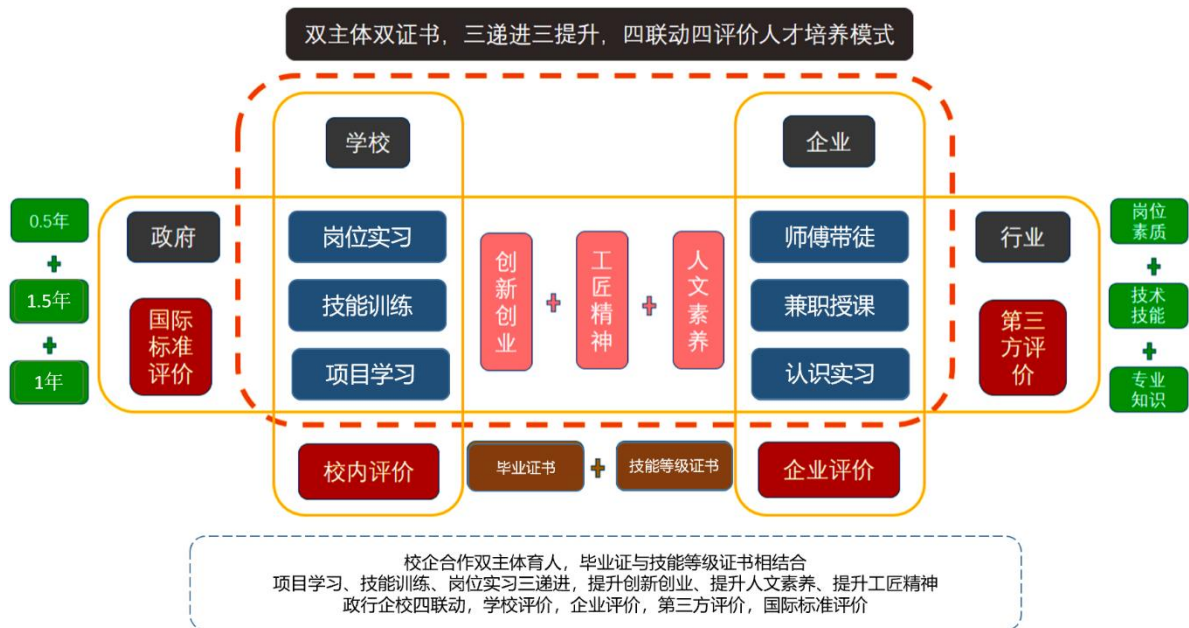 双主体双证书，三递进三提升，四联动四评价人才培养模式
学校
企业
0.5年
+
1.5年
+
1年
政府
国际
标准
评价
岗位实习
技能训练
项目学习
创新创业
+
工匠精神
+
人文素养
师傅带徒
兼职授课
认识实习
行业
第三
方评
价
岗位
素质
+
技术
技能
+
专业
知识
校内评价
毕业证书
+
技能等级证书
企业评价
校企合作双主体育人，毕业证与技能等级证书相结合
项目学习、技能训练、岗位实习三递进，提升创新创业、提升人文素养、提升工匠精神
政行企校四联动，学校评价，企业评价，第三方评价，国际标准评价